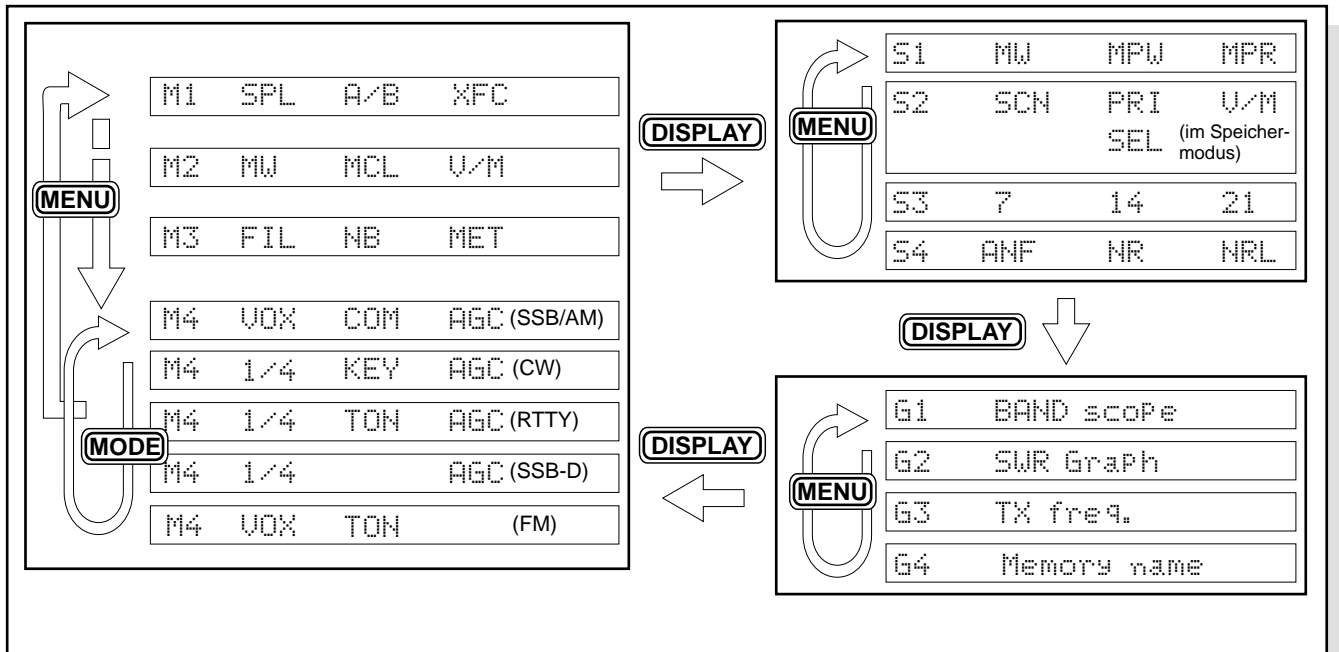 MENU
M1 SPL A/B XFC
M2 MW MCL V/M
M3 FIL NB MET
M4 VOX COM AGC (SSB/AM)
M4 1/4 KEY AGC (CW)
M4 1/4 TON AGC (RTTY)
M4 1/4 AGC (SSB-D)
M4 VOX TON (FM)
MODE
DISPLAY
MENU
S1 MW MPW MPR
S2 SCN PRI V/M
SEL (im Speicher-
modus)
S3 7 14 21
S4 ANF NR NRL
DISPLAY
MENU
G1 BAND scope
G2 SWR Graph
G3 TX freq.
G4 Memory name
DISPLAY